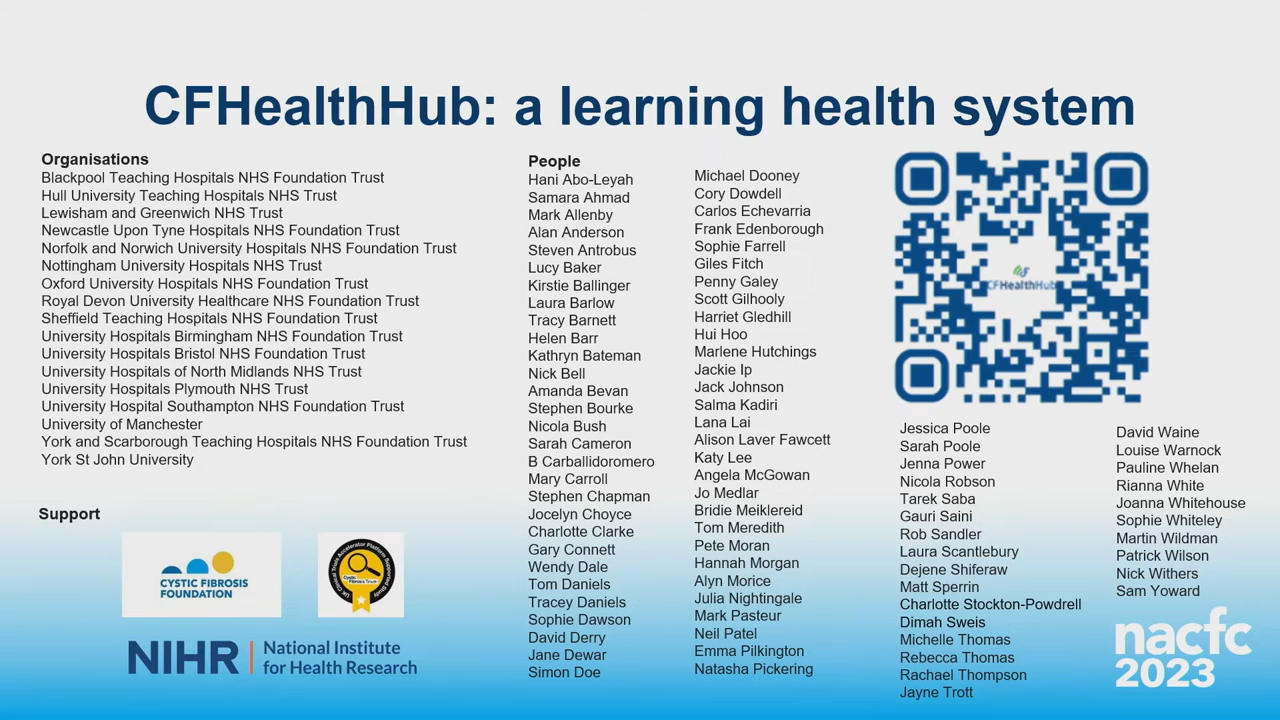 CFHealthHub: a learning health system
Organisations
Blackpool Teaching Hospitals NHS Foundation Trust
Hull University Teaching Hospitals NHS Trust
Lewisham and Greenwich NHS Trust
Newcastle Upon Tyne Hospitals NHS Foundation Trust
Norfolk and Norwich University Hospitals NHS Foundation Trust
Nottingham University Hospitals NHS Trust
Oxford University Hospitals NHS Foundation Trust
Royal Devon University Healthcare NHS Foundation Trust
Sheffield Teaching Hospitals NHS Foundation Trust
University Hospitals Birmingham NHS Foundation Trust
University Hospitals Bristol NHS Foundation Trust
University Hospitals of North Midlands NHS Trust
University Hospitals Plymouth NHS Trust
University Hospital Southampton NHS Foundation Trust
University of Manchester
York and Scarborough Teaching Hospitals NHS Foundation Trust
York St John University
Support
CYSTIC FIBROSIS
FOUNDATION
UK Clinical Trials Accelerator Platform Supported Study
Cystic Fibrosis Trust
NIHR
National Institute
for Health Research
People
Hani Abo-Leyah
Samara Ahmad
Mark Allenby
Alan Anderson
Steven Antrobus
Lucy Baker
Kirstie Ballinger
Laura Barlow
Tracy Barnett
Helen Barr
Kathryn Bateman
Nick Bell
Amanda Bevan
Stephen Bourke
Nicola Bush
Sarah Cameron
B Carballidoromero
Mary Carroll
Stephen Chapman
Jocelyn Choyce
Charlotte Clarke
Gary Connett
Wendy Dale
Tom Daniels
Tracey Daniels
Sophie Dawson
David Derry
Jane Dewar
Simon Doe
Michael Dooney
Cory Dowdell
Carlos Echevarria
Frank Edenborough
Sophie Farrell
Giles Fitch
Penny Galey
Scott Gilhooly
Harriet Gledhill
Hui Hoo
Marlene Hutchings
Jackie Ip
Jack Johnson
Salma Kadiri
Lana Lai
Alison Laver Fawcett
Katy Lee
Angela McGowan
Jo Medlar
Bridie Meiklereid
Tom Meredith
Pete Moran
Hannah Morgan
Alyn Morice
Julia Nightingale
Mark Pasteur
Neil Patel
Emma Pilkington
Natasha Pickering
CFHealthHub
Jessica Poole
Sarah Poole
Jenna Power
Nicola Robson
Tarek Saba
Gauri Saini
Rob Sandler
Laura Scantlebury
Dejene Shiferaw
Matt Sperrin
Charlotte Stockton-Powdrell
Dimah Sweis
Michelle Thomas
Rebecca Thomas
Rachael Thompson
Jayne Trott
David Waine
Louise Warnock
Pauline Whelan
Rianna White
Joanna Whitehouse
Sophie Whiteley
Martin Wildman
Patrick Wilson
Nick Withers
Sam Yoward
nacfc
2023